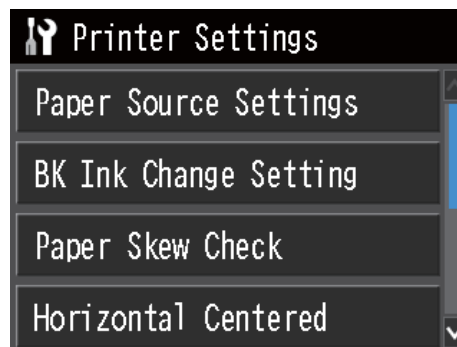 Printer Settings
Paper Source Settings
BK Ink Change Setting
Paper Skew Check
Horizontal Centered